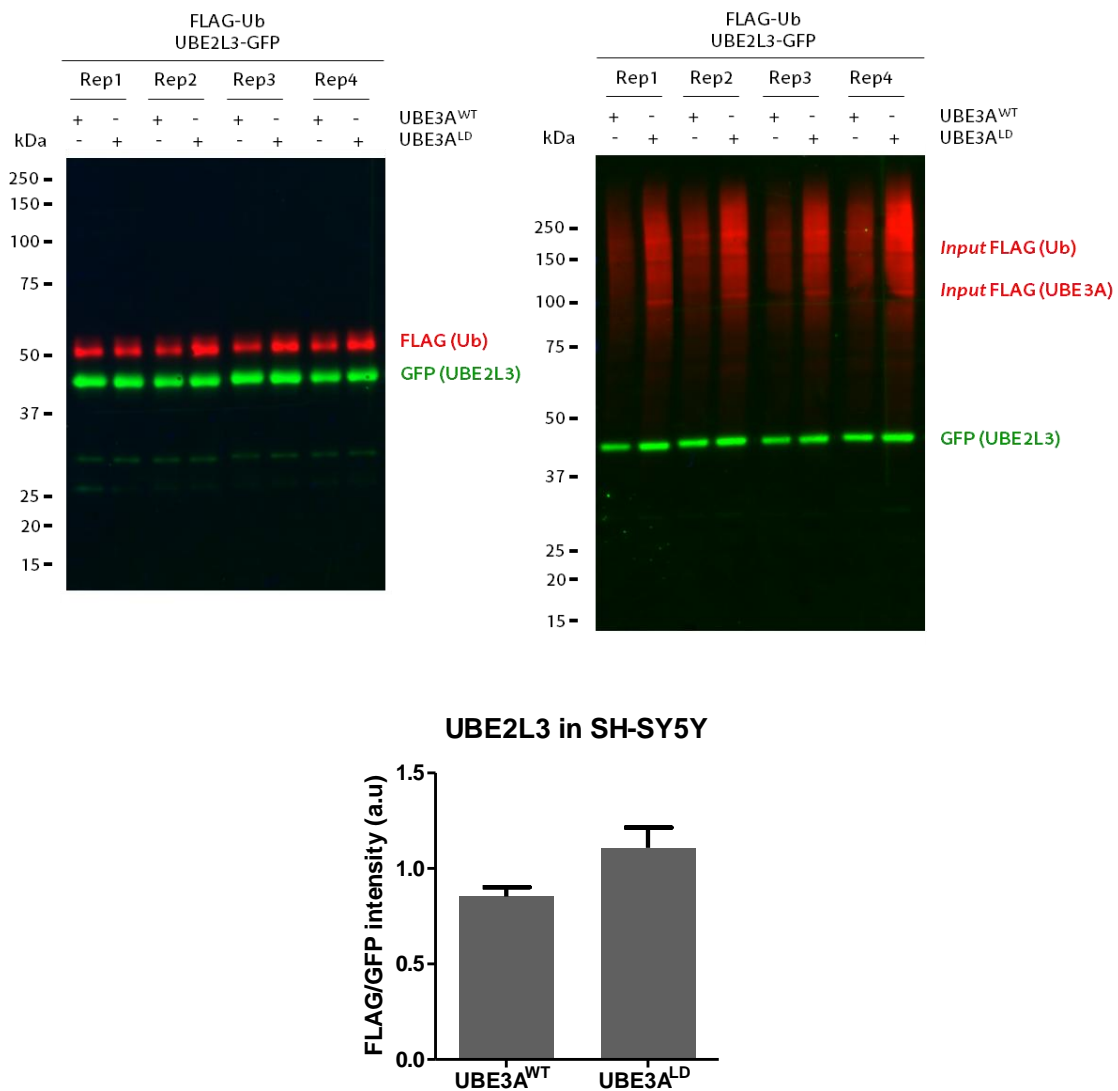 FLAG-Ub
UBE2L3-GFP
Rep1 Rep2 Rep3 Rep4
+ - + - + - + - UBE3A^WT
kDa - + - + - + - + UBE3A^LD
250
150
100
75
50
37
25
20
15
FLAG (Ub)
GFP (UBE2L3)
FLAG-Ub
UBE2L3-GFP
Rep1 Rep2 Rep3 Rep4
+ - + - + - + - UBE3A^WT
kDa - + - + - + - + UBE3A^LD
250
150
100
75
50
37
25
20
15
Input FLAG (Ub)
Input FLAG (UBE3A)
GFP (UBE2L3)
UBE2L3 in SH-SY5Y
FLAG/GFP intensity (a.u)
1.5
1.0
0.5
0.0
UBE3A^WT UBE3A^LD